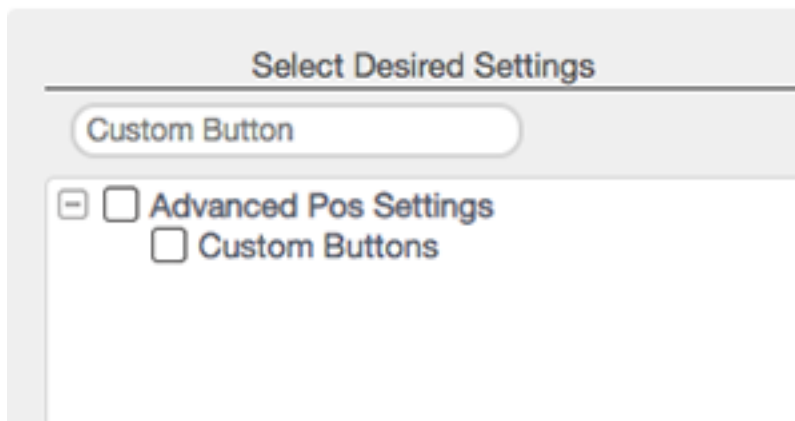 Select Desired Settings
Custom Button
Advanced Pos Settings
Custom Buttons